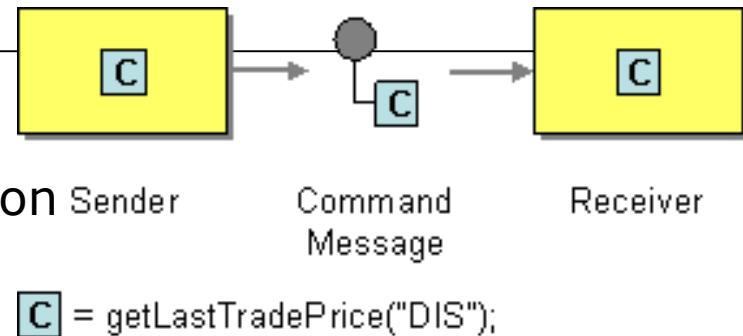 C C
C
on Sender Command Receiver
Message
C = getLastTradePrice("DIS");